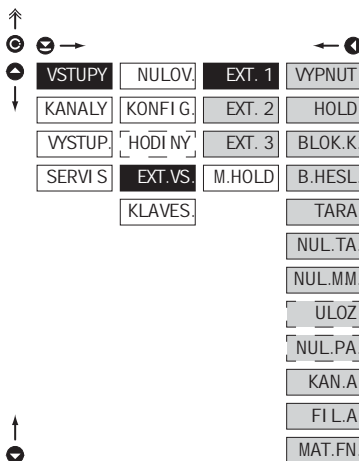 VSTUPY NULOV. EXT. 1 VYPNUT
KANALY KONFIG. EXT. 2 HOLD
VYSTUP. HODINY EXT. 3 BLOK.K.
SERVIS EXT.VS. M.HOLD B.HESL.
KLAVES. TARA
NUL.TA.
NUL.MM.
ULOZ
NUL.PA.
KAN.A
FIL.A
MAT.FN.